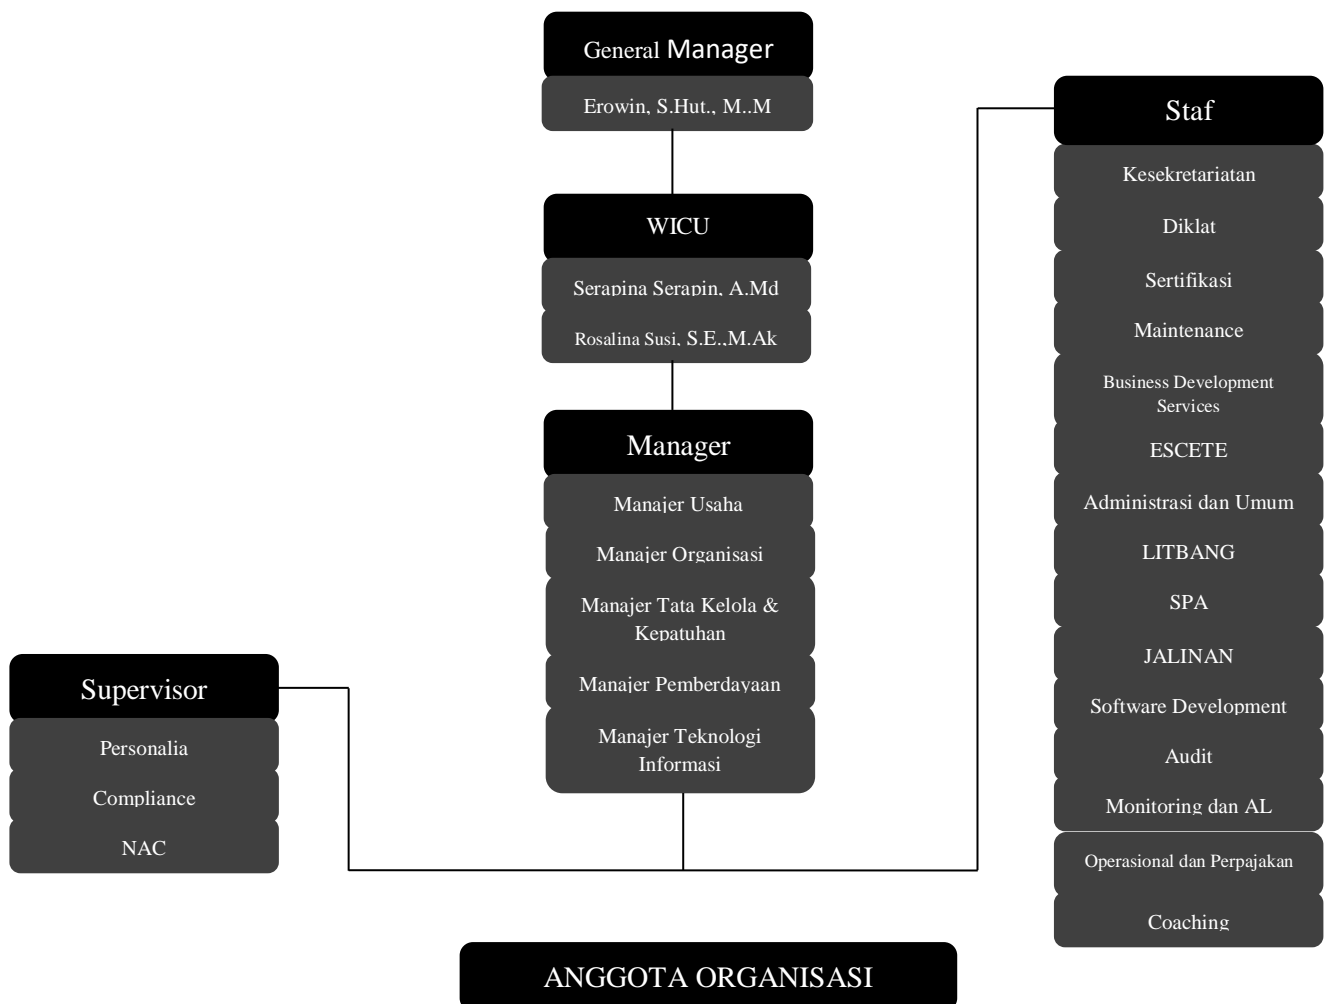 General Manager
Erowin, S.Hut., M..M
WICU
Serapina Serapin, A.Md
Rosalina Susi, S.E.,M.Ak
Manager
Manajer Usaha
Manajer Organisasi
Manajer Tata Kelola &
Kepatuhan
Manajer Pemberdayaan
Manajer Teknologi
Informasi
Supervisor
Personalia
Compliance
NAC
Staf
Kesekretariatan
Diklat
Sertifikasi
Maintenance
Business Development
Services
ESCETE
Administrasi dan Umum
LITBANG
SPA
JALINAN
Software Development
Audit
Monitoring dan AL
Operasional dan Perpajakan
Coaching
ANGGOTA ORGANISASI